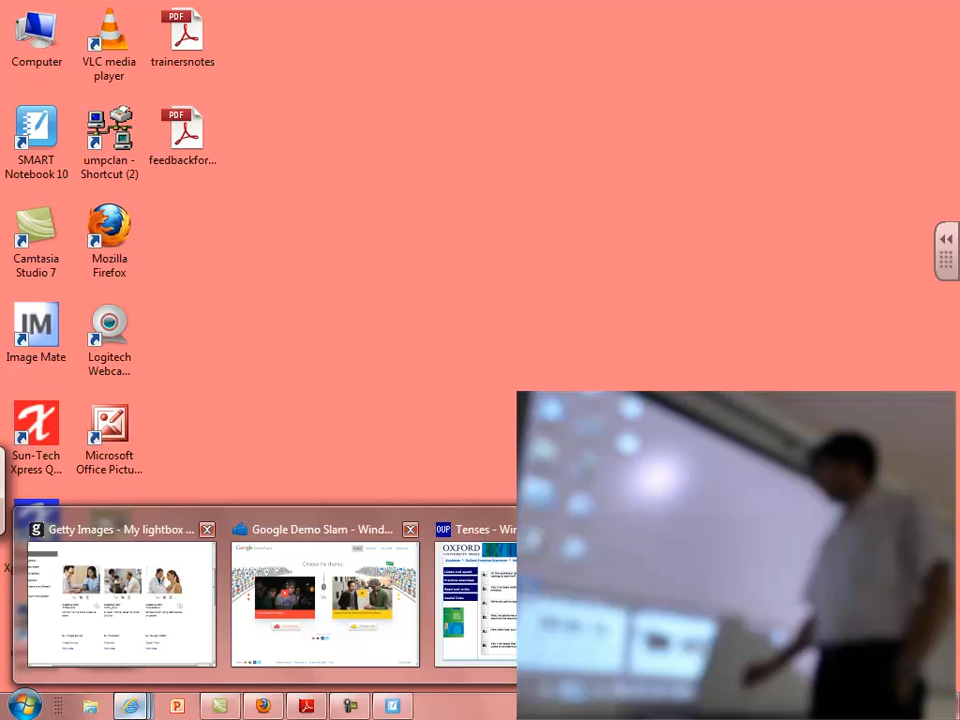 Computer
VLC media
player
PDF
trainersnotes
SMART
Notebook 10
umpclan -
Shortcut (2)
PDF
feedbackfor...
Camtasia
Studio 7
Mozilla
Firefox
IM
Image Mate
Logitech
Webca...
X
Sun-Tech
Xpress Q...
Microsoft
Office Pictu...
g Getty Images - My lightbox ...
Google Demo Slam - Wind...
OUP Tenses - Wi
OXFORD